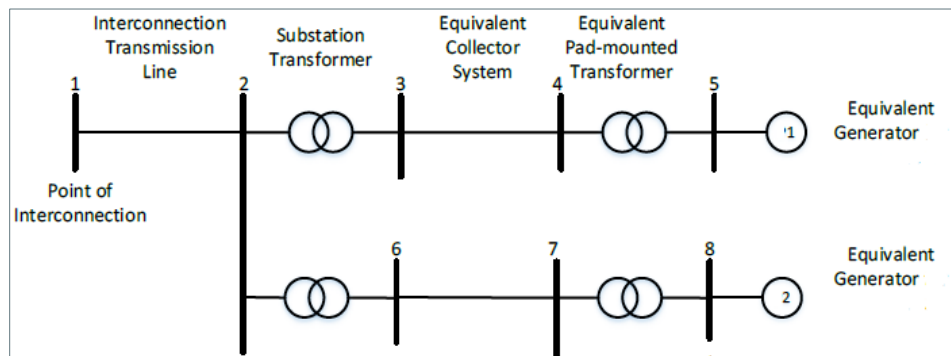 Interconnection
Transmission
Line
Substation
Transformer
Equivalent
Collector
System
Equivalent
Pad-mounted
Transformer
1
2
3
4
5
'1
Equivalent
Generator
Point of
Interconnection
6
7
8
2
Equivalent
Generator